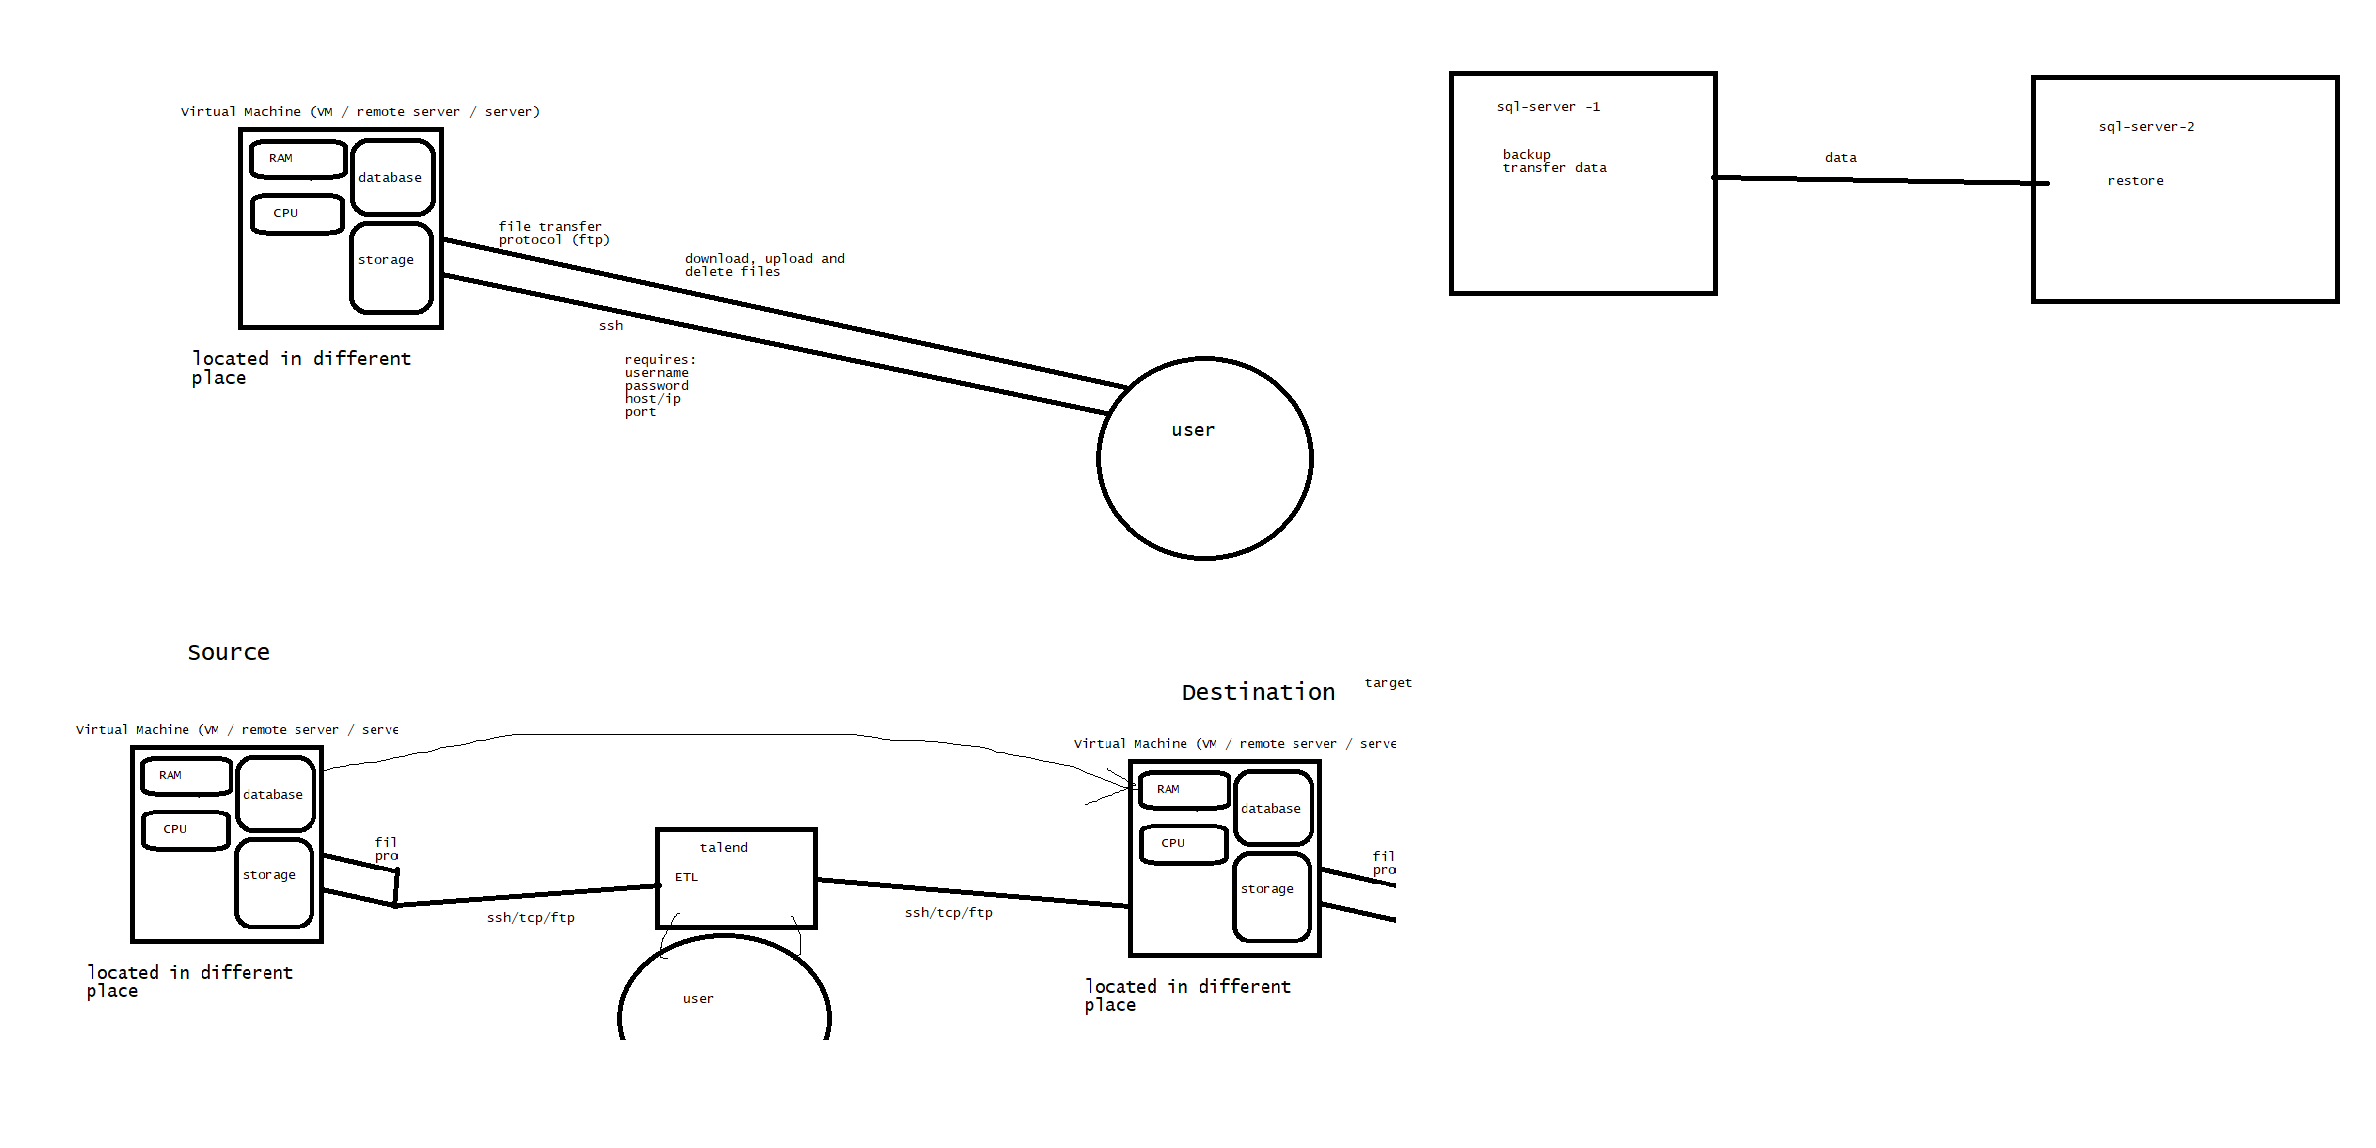 Virtual Machine (VM / remote server / server)
RAM
database
CPU
storage
located in different
place
file transfer
protocol (ftp)
download, upload and
delete files
ssh
requires:
username
password
host/ip
port
user
sql-server -1
backup
transfer data
data
sql-server-2
restore
Source
Virtual Machine (VM / remote server / serve
RAM
database
CPU
storage
fil
pro
located in different
place
ssh/tcp/ftp
talend
ETL
user
ssh/tcp/ftp
Destination
target
Virtual Machine (VM / remote server / serve
RAM
database
CPU
storage
fil
pro
located in different
place